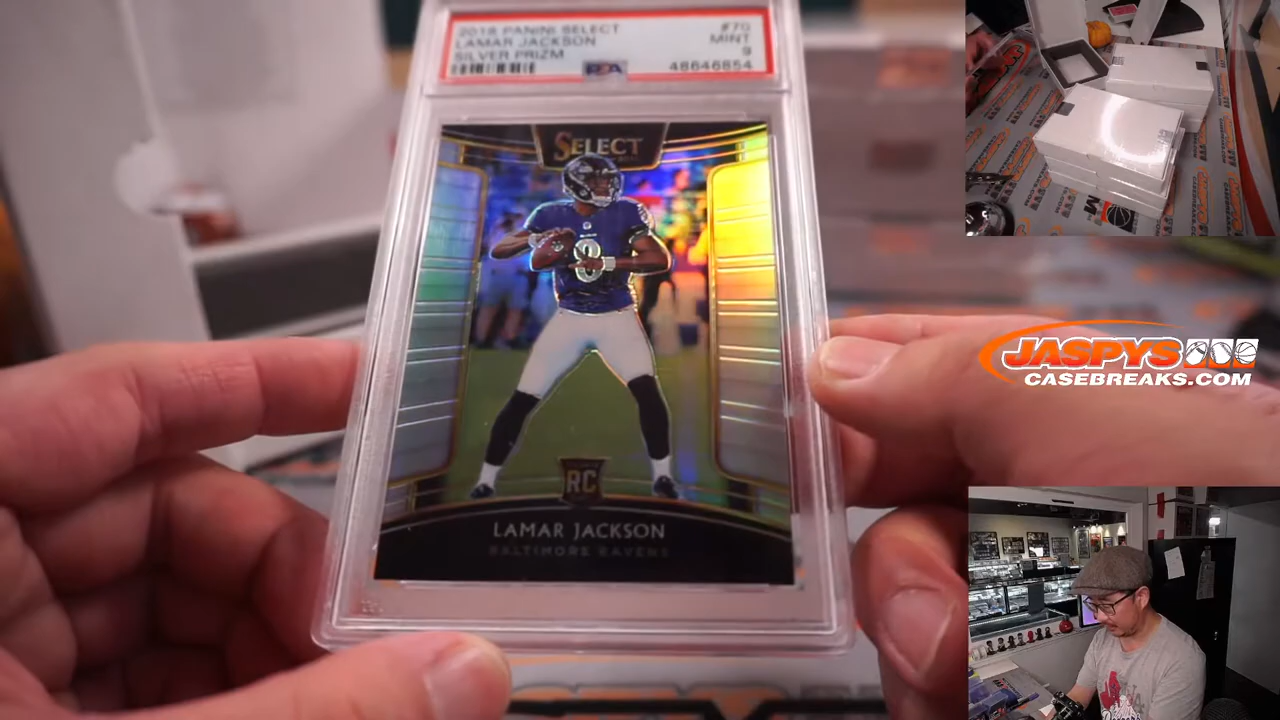 2018 PANINI SELECT #70
LAMAR JACKSON MINT
SILVER PRIZM 9
PSA 48646854
SELECT
8
RC
LAMAR JACKSON
BALTIMORE RAVENS
JASPYS
CASEBREAKS.COM